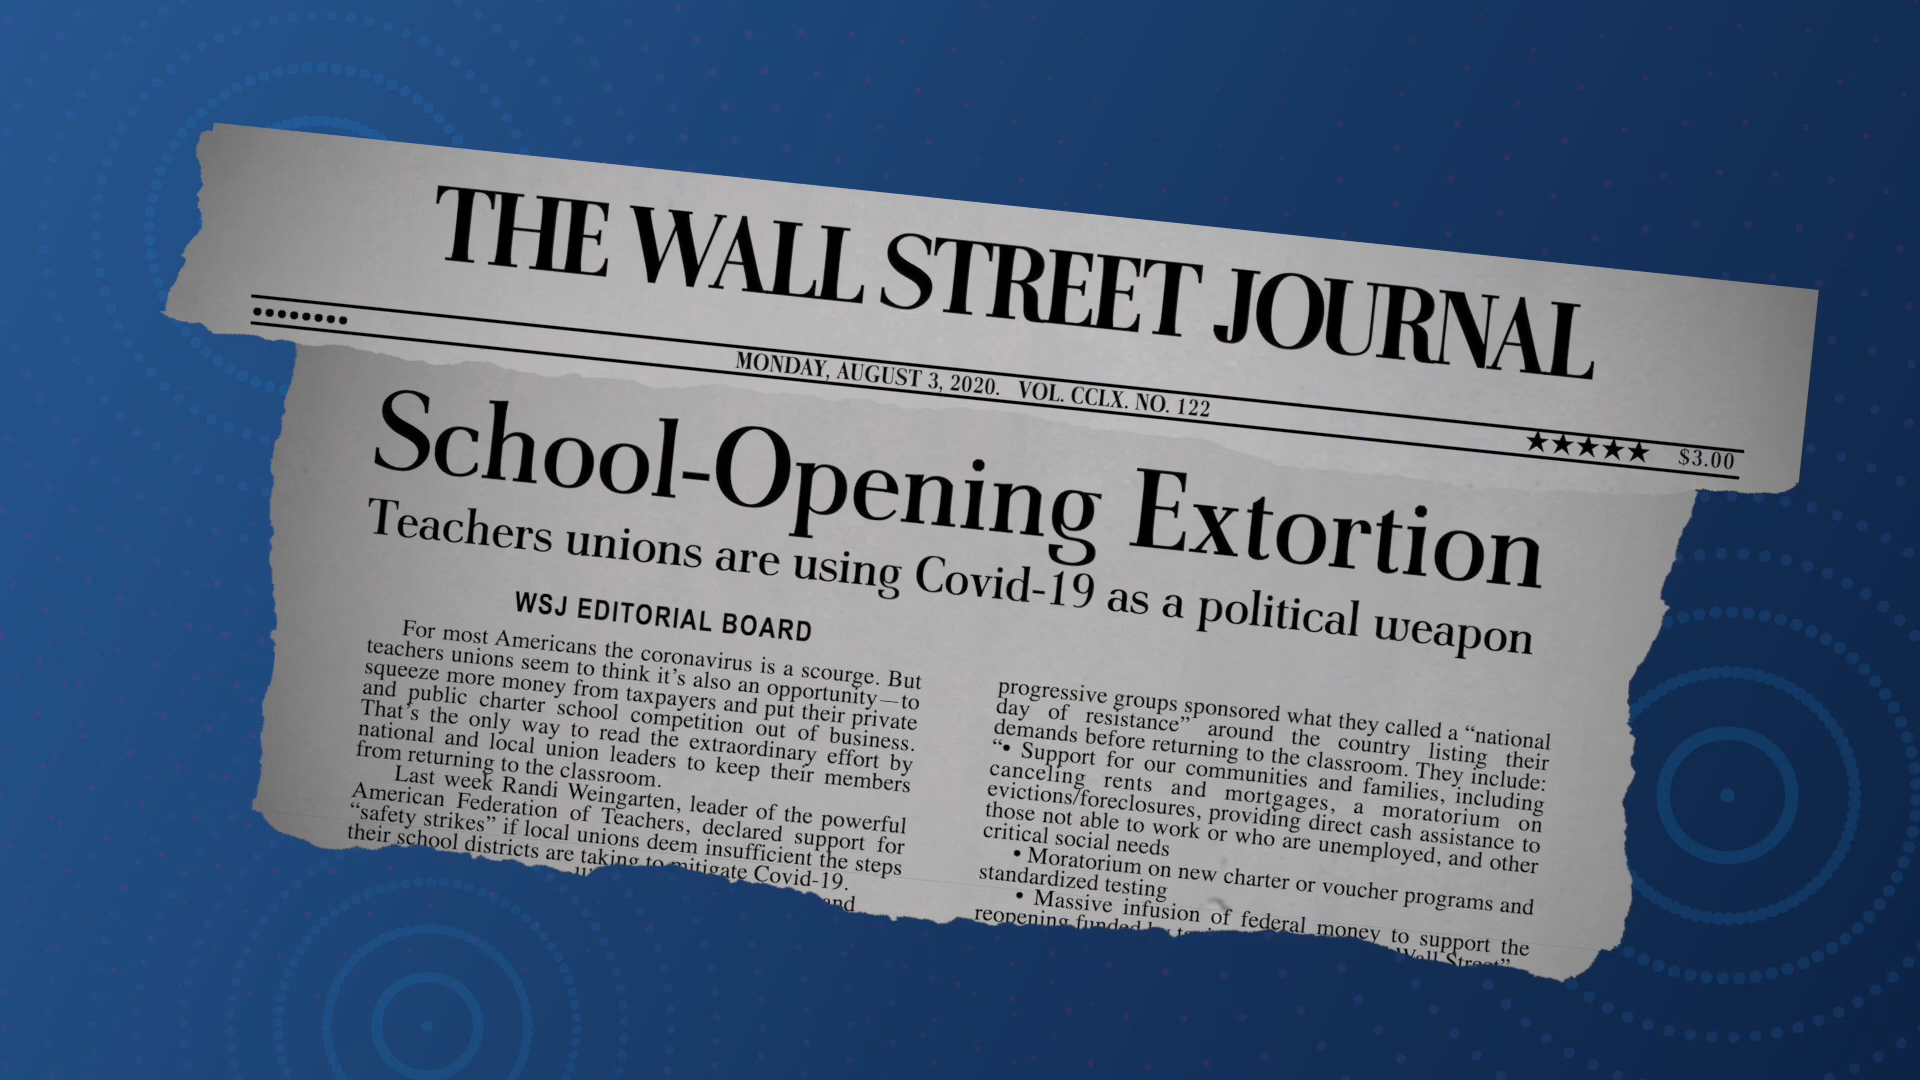 THE WALL STREET JOURNAL
MONDAY, AUGUST 3, 2020. VOL. CCLX. NO. 122
★★★★★ $3.00
School-Opening Extortion
Teachers unions are using Covid-19 as a political weapon
WSJ EDITORIAL BOARD
For most Americans the coronavirus is a scourge. But
teachers unions seem to think it's also an opportunity—to
squeeze more money from taxpayers and put their private
and public charter school competition out of business.
That's the only way to read the extraordinary effort by
national and local union leaders to keep their members
from returning to the classroom.
Last week Randi Weingarten, leader of the powerful
American Federation of Teachers, declared support for
“safety strikes” if local unions deem insufficient the steps
their school districts are taking to mitigate Covid-19.
and
progressive groups sponsored what they called a “national
day of resistance” around the country listing their
demands before returning to the classroom. They include:
“• Support for our communities and families, including
canceling rents and mortgages, a moratorium on
evictions/foreclosures, providing direct cash assistance to
those not able to work or who are unemployed, and other
critical social needs
• Moratorium on new charter or voucher programs and
standardized testing
• Massive infusion of federal money to support the
reopening funded by
Wall Street”